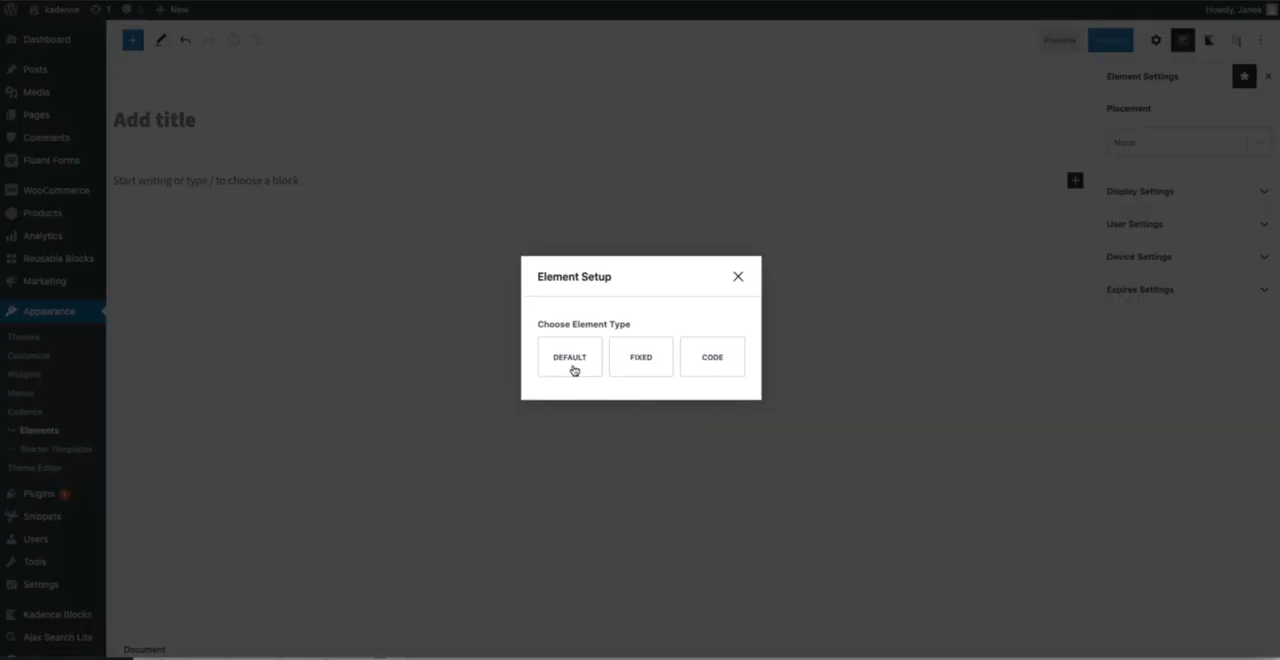 kadence
1
New
Howdy, Janek
Dashboard
Posts
Media
Pages
Comments
Fluent Forms
WooCommerce
Products
Analytics
Reusable Blocks
Marketing
Appearance
Themes
Customize
Widgets
Menus
Kadence
Elements
Starter Templates
Theme Editor
Plugins 1
Snippets
Users
Tools
Settings
Kadence Blocks
Ajax Search Lite
Preview
Add title
Start writing or type / to choose a block
Element Setup
Choose Element Type
DEFAULT
FIXED
CODE
Element Settings
Placement
None
Display Settings
User Settings
Device Settings
Expires Settings
Document